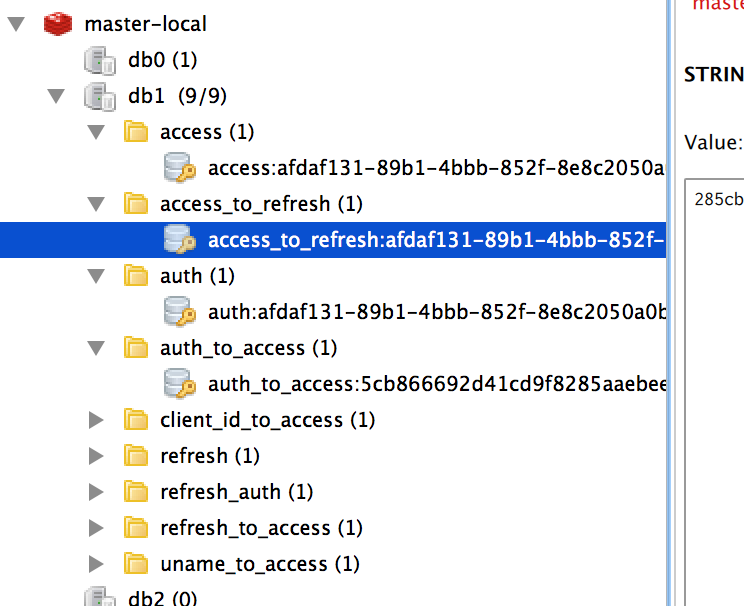 master-local
db0 (1)
db1 (9/9)
access (1)
access:afdaf131-89b1-4bbb-852f-8e8c2050a
access_to_refresh (1)
access_to_refresh:afdaf131-89b1-4bbb-852f-
auth (1)
auth:afdaf131-89b1-4bbb-852f-8e8c2050a0b
auth_to_access (1)
auth_to_access:5cb866692d41cd9f8285aaebee
client_id_to_access (1)
refresh (1)
refresh_auth (1)
refresh_to_access (1)
uname_to_access (1)
db2 (0)
maste
STRIN
Value:
285cb